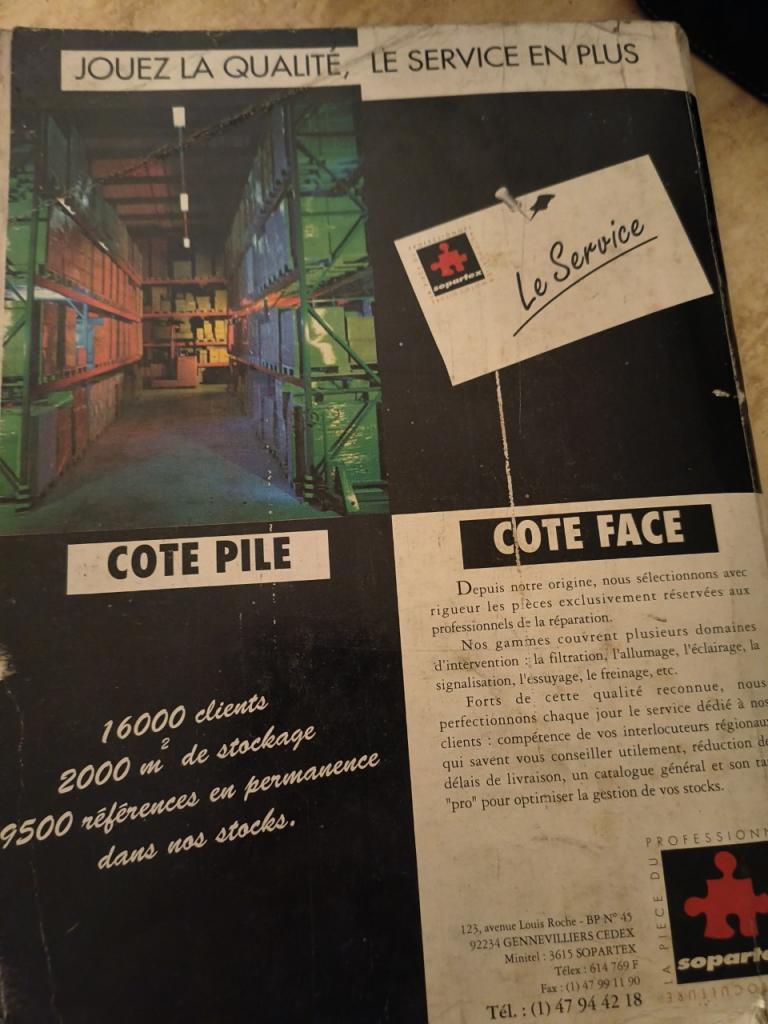 JOUEZ LA QUALITÉ, LE SERVICE EN PLUS
sopartex
Le Service
COTE PILE
16000 clients
2000 m² de stockage
9500 références en permanence
dans nos stocks.
COTE FACE
Depuis notre origine, nous sélectionnons avec
rigueur les pièces exclusivement réservées aux
professionnels de la réparation.
Nos gammes couvrent plusieurs domaines
d'intervention : la filtration, l'allumage, l'éclairage, la
signalisation, l'essuyage, le freinage, etc.
Forts de cette qualité reconnue, nous
perfectionnons chaque jour le service dédié à nos
clients : compétence de vos interlocuteurs
qui savent vous conseiller utilement, réduction
délais de livraison, un catalogue général et son
"pro" pour optimiser la gestion de vos stocks.
123, avenue Louis Roche - BP N° 45
92234 GENNEVILLIERS CEDEX
Minitel : 3615 SOPARTEX
Télex : 614 769 F
Fax : (1) 47 99 11 90
Tél. : (1) 47 94 42 18
LA PIECE DU